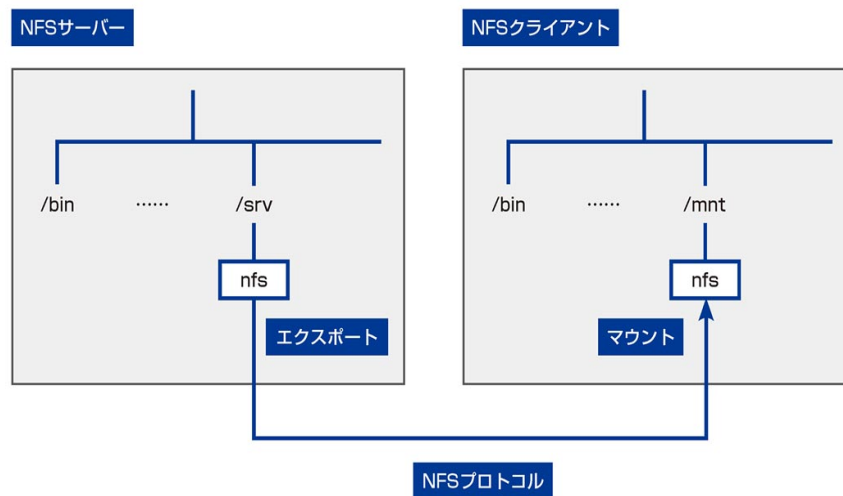 NFSサーバー
NFSクライアント
/bin
……
/srv
/bin
……
/mnt
nfs
nfs
エクスポート
マウント
NFSプロトコル